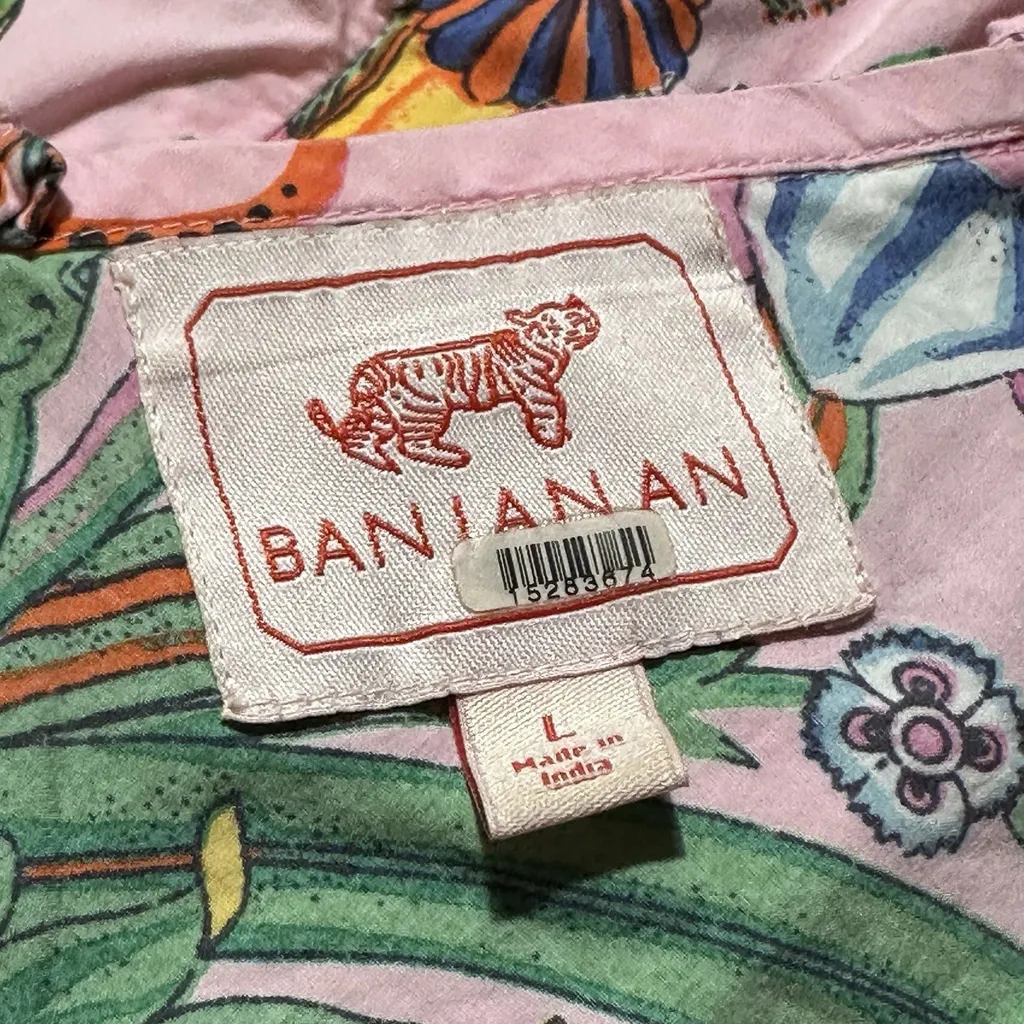 BANJANAN
15283674
L
Made in
India